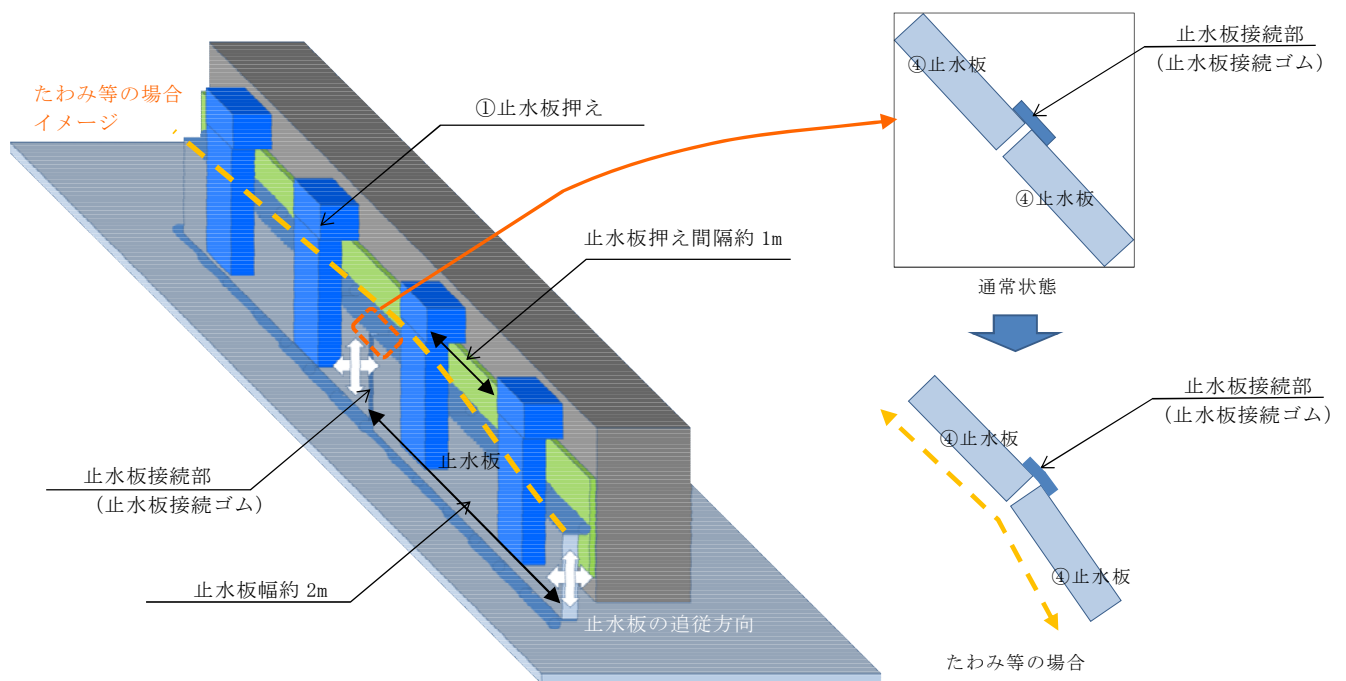 たわみ等の場合
イメージ
①止水板押え
止水板押え間隔約 1m
止水板
止水板接続部
(止水板接続ゴム)
止水板幅約 2m
止水板の追従方向
止水板接続部
(止水板接続ゴム)
④止水板
④止水板
通常状態
止水板接続部
(止水板接続ゴム)
④止水板
④止水板
たわみ等の場合